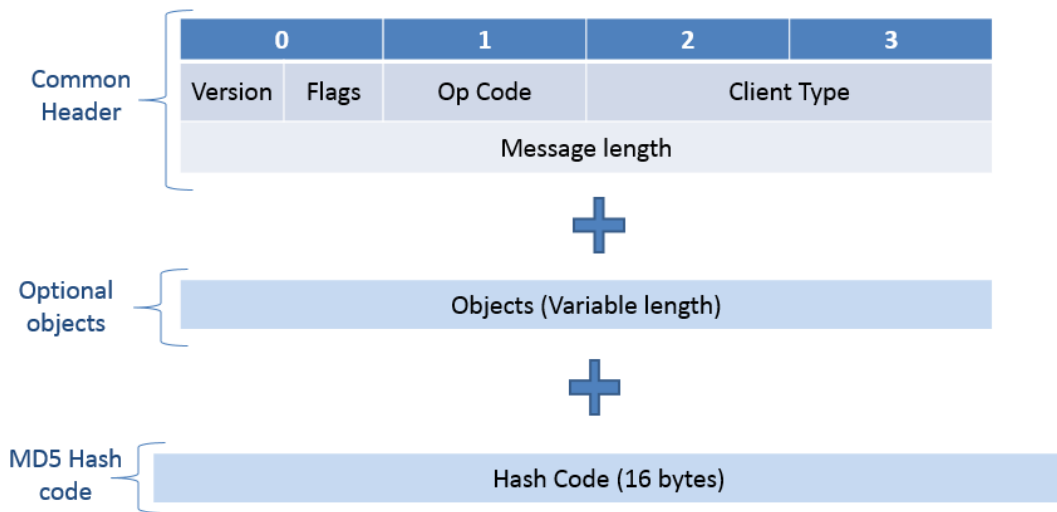 0 1 2 3
Common
Header
Version Flags Op Code Client Type
Message length
Optional
objects
Objects (Variable length)
MD5 Hash
code
Hash Code (16 bytes)